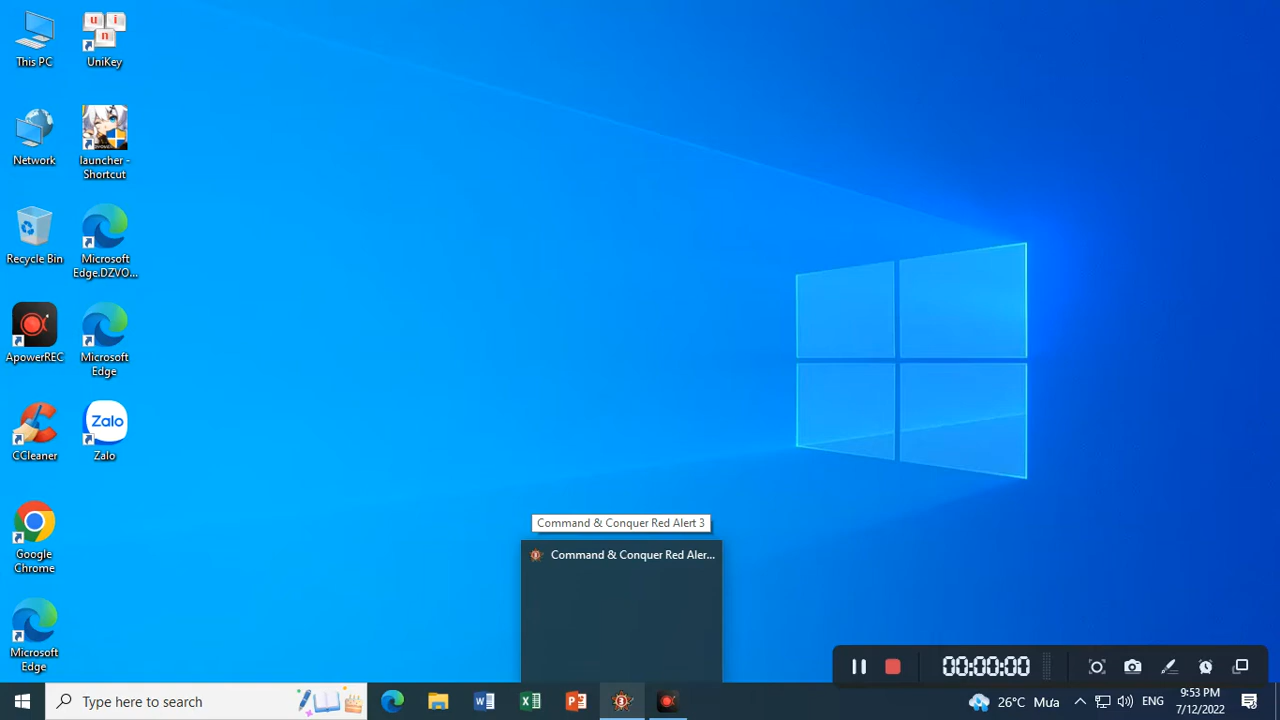 This PC
UniKey
Network
launcher -
Shortcut
Recycle Bin
Microsoft
Edge.DZVO...
ApowerREC
Microsoft
Edge
CCleaner
Zalo
Zalo
Google
Chrome
Microsoft
Edge
Command & Conquer Red Alert 3
Command & Conquer Red Aler...
00:00:00
Type here to search
26°C Mưa
ENG
9:53 PM
7/12/2022